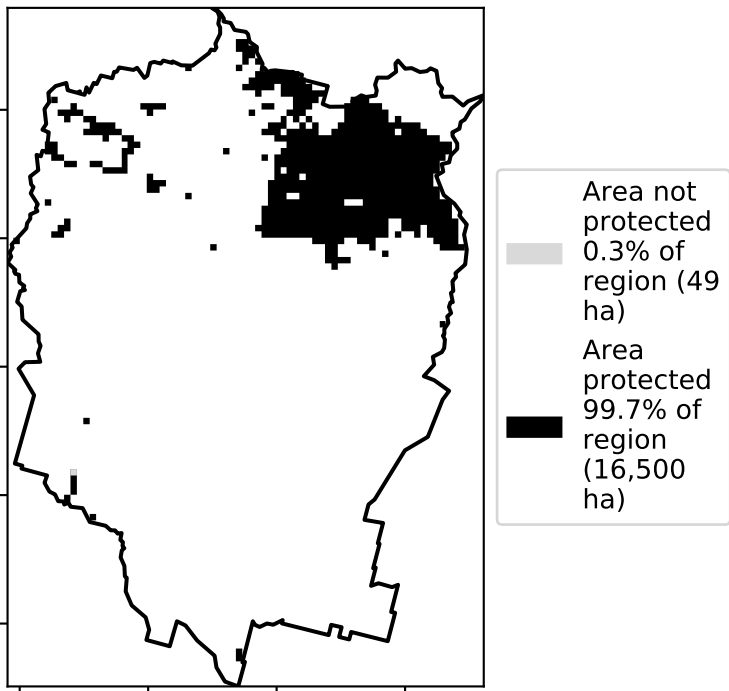 Area not
protected
0.3% of
region (49
ha)
Area
protected
99.7% of
region
(16,500
ha)